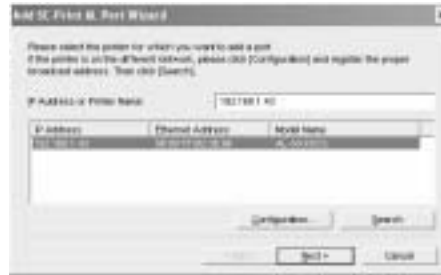 Add SC-Print AL Port Wizard
Please select the printer for which you want to add a port
If the printer is on the different network, please click [Configuration] and register the proper
broadcast address. Then click [Search].
IP Address or Printer Name:
IP Address Ethernet Address Model Name
Configuration...
Search
Next >
Cancel